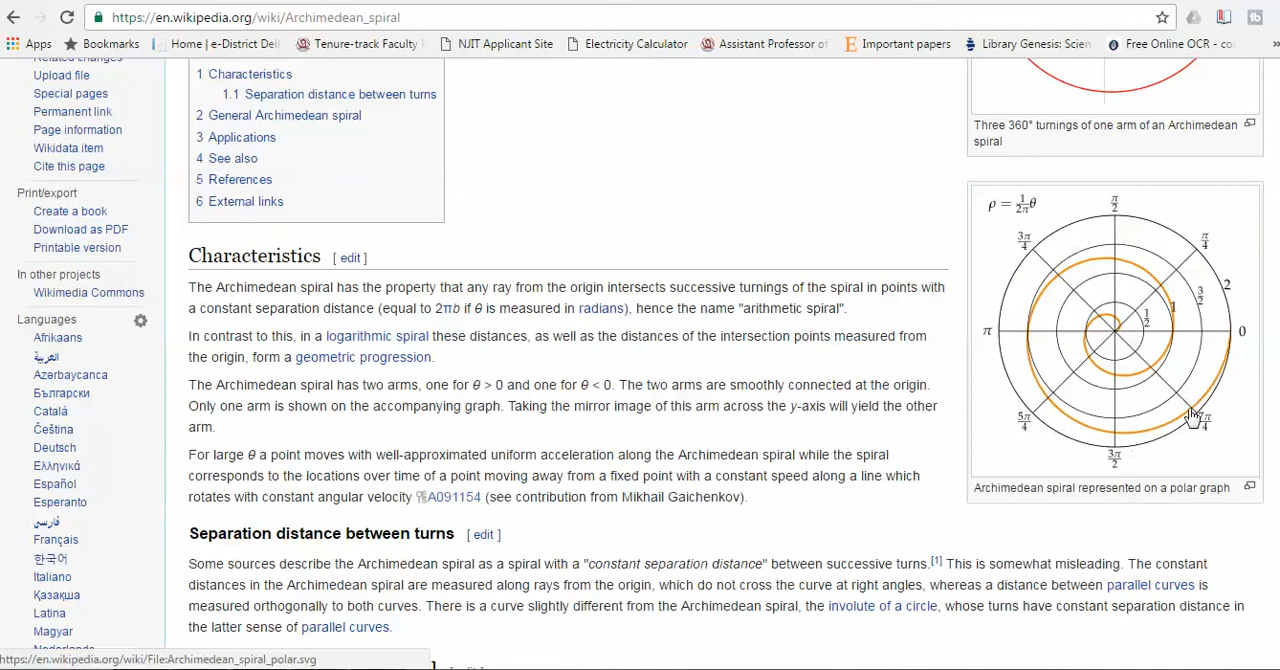 https://en.wikipedia.org/wiki/Archimedean_spiral
Apps Bookmarks Home | e-District Del Tenure-track Faculty NJIT Applicant Site Electricity Calculator Assistant Professor of Important papers Library Genesis: Scien Free Online OCR - co »
Related changes
Upload file
Special pages
Permanent link
Page information
Wikidata item
Cite this page
Print/export
Create a book
Download as PDF
Printable version
In other projects
Wikimedia Commons
Languages
Afrikaans
العربية
Azərbaycanca
Български
Català
Čeština
Deutsch
Ελληνικά
Español
Esperanto
فارسی
Français
한국어
Italiano
Қазақша
Latina
Magyar
Nederlands
1 Characteristics
1.1 Separation distance between turns
2 General Archimedean spiral
3 Applications
4 See also
5 References
6 External links
Characteristics [ edit ]
The Archimedean spiral has the property that any ray from the origin intersects successive turnings of the spiral in points with
a constant separation distance (equal to 2πb if θ is measured in radians), hence the name "arithmetic spiral".
In contrast to this, in a logarithmic spiral these distances, as well as the distances of the intersection points measured from
the origin, form a geometric progression.
The Archimedean spiral has two arms, one for θ > 0 and one for θ < 0. The two arms are smoothly connected at the origin.
Only one arm is shown on the accompanying graph. Taking the mirror image of this arm across the y-axis will yield the other
arm.
For large θ a point moves with well-approximated uniform acceleration along the Archimedean spiral while the spiral
corresponds to the locations over time of a point moving away from a fixed point with a constant speed along a line which
rotates with constant angular velocity A091154 (see contribution from Mikhail Gaichenkov).
Separation distance between turns [ edit ]
Some sources describe the Archimedean spiral as a spiral with a "constant separation distance" between successive turns.[1] This is somewhat misleading. The constant
distances in the Archimedean spiral are measured along rays from the origin, which do not cross the curve at right angles, whereas a distance between parallel curves is
measured orthogonally to both curves. There is a curve slightly different from the Archimedean spiral, the involute of a circle, whose turns have constant separation distance in
the latter sense of parallel curves.
Three 360° turnings of one arm of an Archimedean
spiral
ρ = 1/2π θ
π/2
3π/4
π/4
2
3/2
1
1/2
π
0
5π/4
7π/4
3π/2
Archimedean spiral represented on a polar graph
https://en.wikipedia.org/wiki/File:Archimedean_spiral_polar.svg